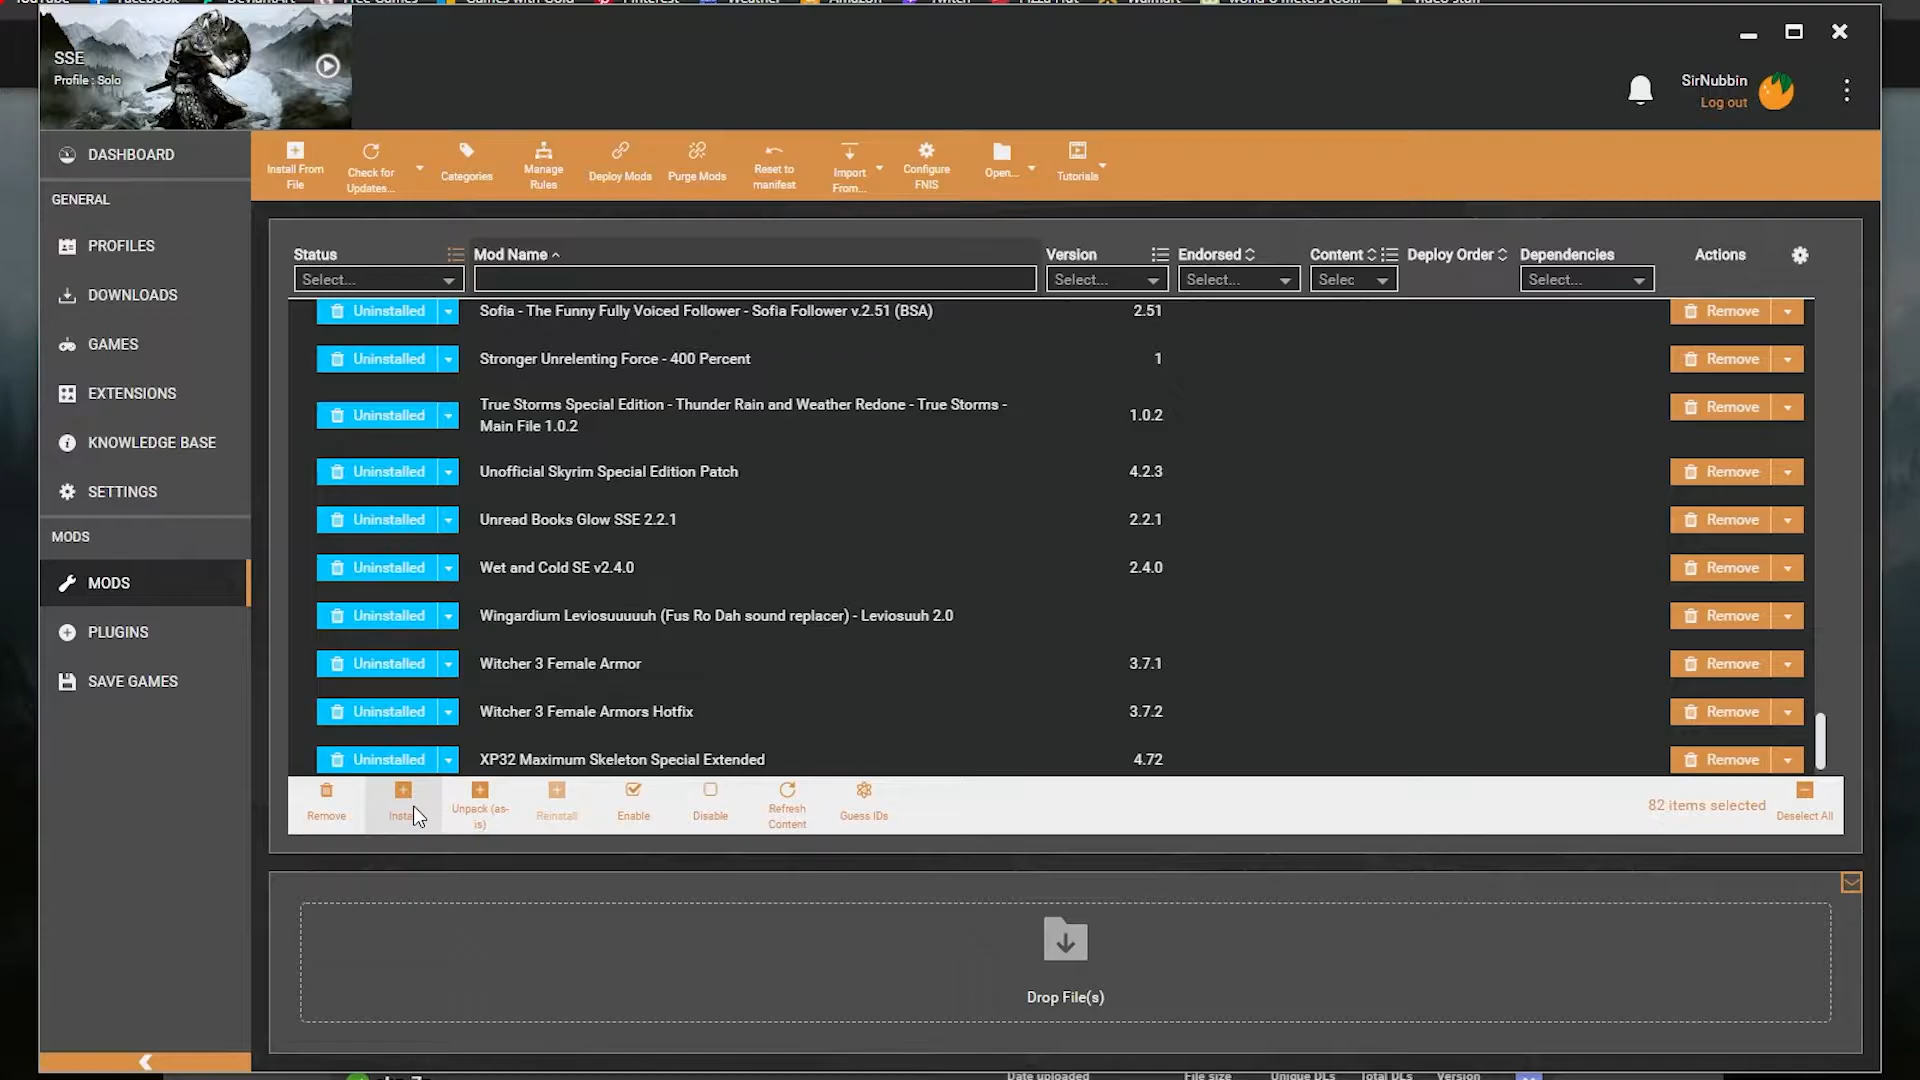 SSE
Profile : Solo
SirNubbin
Log out
DASHBOARD
GENERAL
PROFILES
DOWNLOADS
GAMES
EXTENSIONS
KNOWLEDGE BASE
SETTINGS
MODS
MODS
PLUGINS
SAVE GAMES
Install From
File
Check for
Updates...
Categories
Manage
Rules
Deploy Mods
Purge Mods
Reset to
manifest
Import
From...
Configure
FNIS
Open...
Tutorials
Status Mod Name Version Endorsed Content Deploy Order Dependencies Actions
Select... Select... Select... Selec Select...
Uninstalled Sofia - The Funny Fully Voiced Follower - Sofia Follower v.2.51 (BSA) 2.51 Remove
Uninstalled Stronger Unrelenting Force - 400 Percent 1 Remove
Uninstalled True Storms Special Edition - Thunder Rain and Weather Redone - True Storms - 1.0.2 Remove
Main File 1.0.2
Uninstalled Unofficial Skyrim Special Edition Patch 4.2.3 Remove
Uninstalled Unread Books Glow SSE 2.2.1 2.2.1 Remove
Uninstalled Wet and Cold SE v2.4.0 2.4.0 Remove
Uninstalled Wingardium Leviosuuuuuh (Fus Ro Dah sound replacer) - Leviosuuh 2.0 Remove
Uninstalled Witcher 3 Female Armor 3.7.1 Remove
Uninstalled Witcher 3 Female Armors Hotfix 3.7.2 Remove
Uninstalled XP32 Maximum Skeleton Special Extended 4.72 Remove
Remove
Insta
Unpack (as-
is)
Reinstall
Enable
Disable
Refresh
Content
Guess IDs
82 items selected
Deselect All
Drop File(s)
Date uploaded File size Unique DLs Total DLs Version